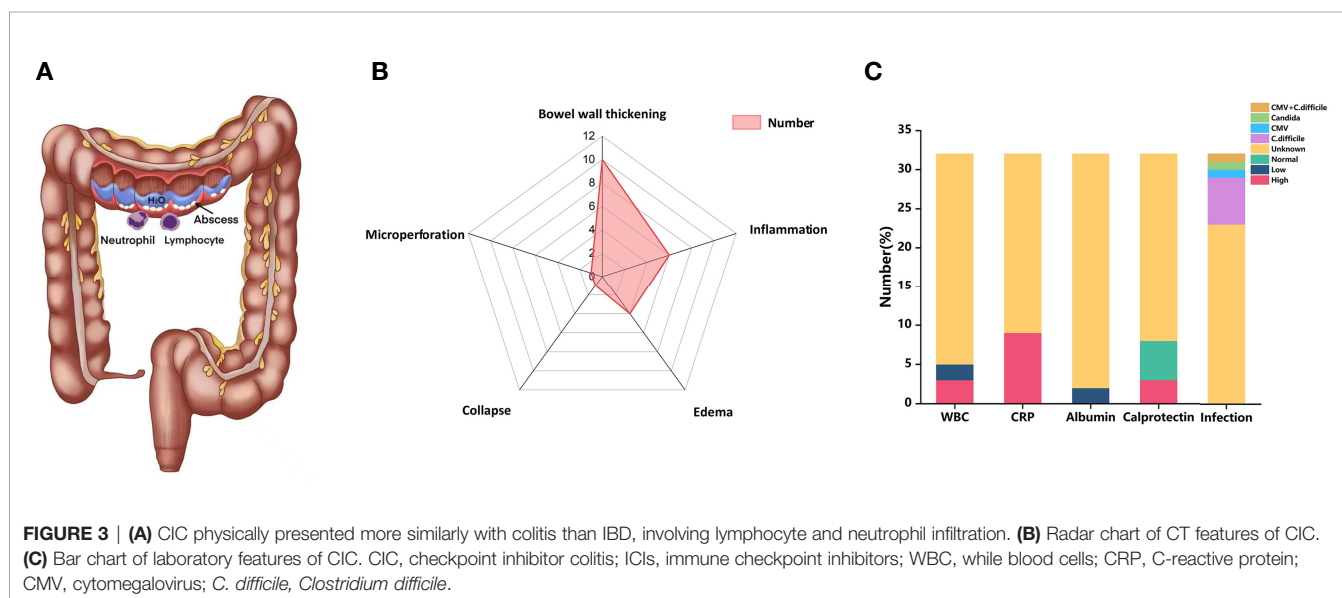 A
H₂O
Abscess
Neutrophil Lymphocyte
B
Bowel wall thickening
Number
12
10
8
6
4
2
0
Microperforation
Inflammation
Collapse
Edema
C
CMV+C.difficile
Candida
CMV
C.difficile
Unknown
Normal
Low
High
Number(%)
35
30
25
20
15
10
5
0
WBC CRP Albumin Calprotectin Infection
FIGURE 3 | (A) CIC physically presented more similarly with colitis than IBD, involving lymphocyte and neutrophil infiltration. (B) Radar chart of CT features of CIC.
(C) Bar chart of laboratory features of CIC. CIC, checkpoint inhibitor colitis; ICIs, immune checkpoint inhibitors; WBC, while blood cells; CRP, C-reactive protein;
CMV, cytomegalovirus; C. difficile, Clostridium difficile.